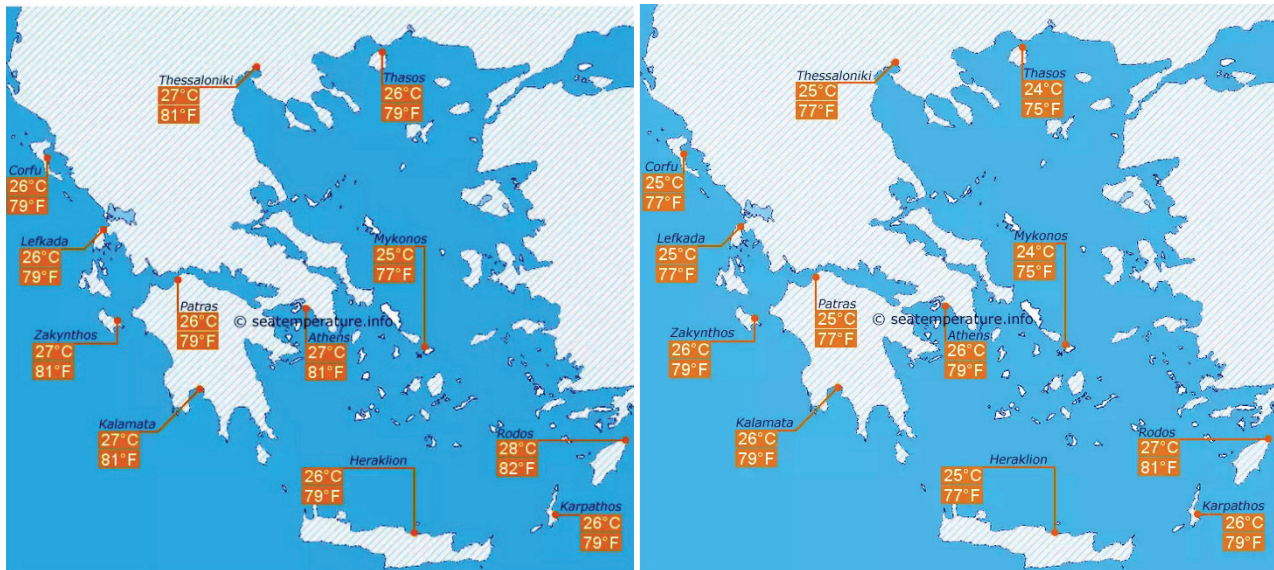 Thessaloniki
27°C
81°F
Thasos
26°C
79°F
Corfu
26°C
79°F
Lefkada
26°C
79°F
Mykonos
25°C
77°F
Patras
26°C
79°F
© seatemperature.info
Zakynthos
27°C
81°F
Athens
27°C
81°F
Kalamata
27°C
81°F
Rodos
28°C
82°F
Heraklion
26°C
79°F
Karpathos
26°C
79°F
Thessaloniki
25°C
77°F
Thasos
24°C
75°F
Corfu
25°C
77°F
Lefkada
25°C
77°F
Mykonos
24°C
75°F
Patras
25°C
77°F
© seatemperature.info
Zakynthos
26°C
79°F
Athens
26°C
79°F
Kalamata
26°C
79°F
Rodos
27°C
81°F
Heraklion
25°C
77°F
Karpathos
26°C
79°F